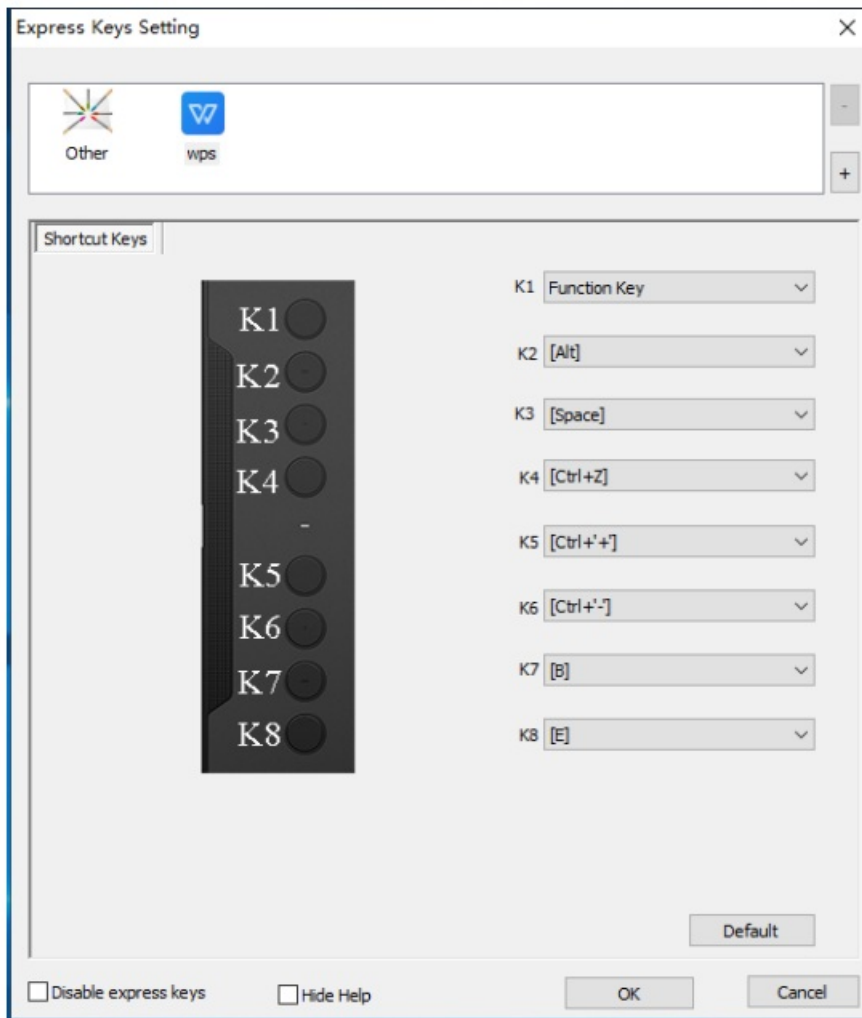 Express Keys Setting
Other
wps
-
+
Shortcut Keys
K1
K2
K3
K4
-
K5
K6
K7
K8
K1 Function Key
K2 [Alt]
K3 [Space]
K4 [Ctrl+Z]
K5 [Ctrl+'+']
K6 [Ctrl+'-']
K7 [B]
K8 [E]
Default
Disable express keys
Hide Help
OK
Cancel